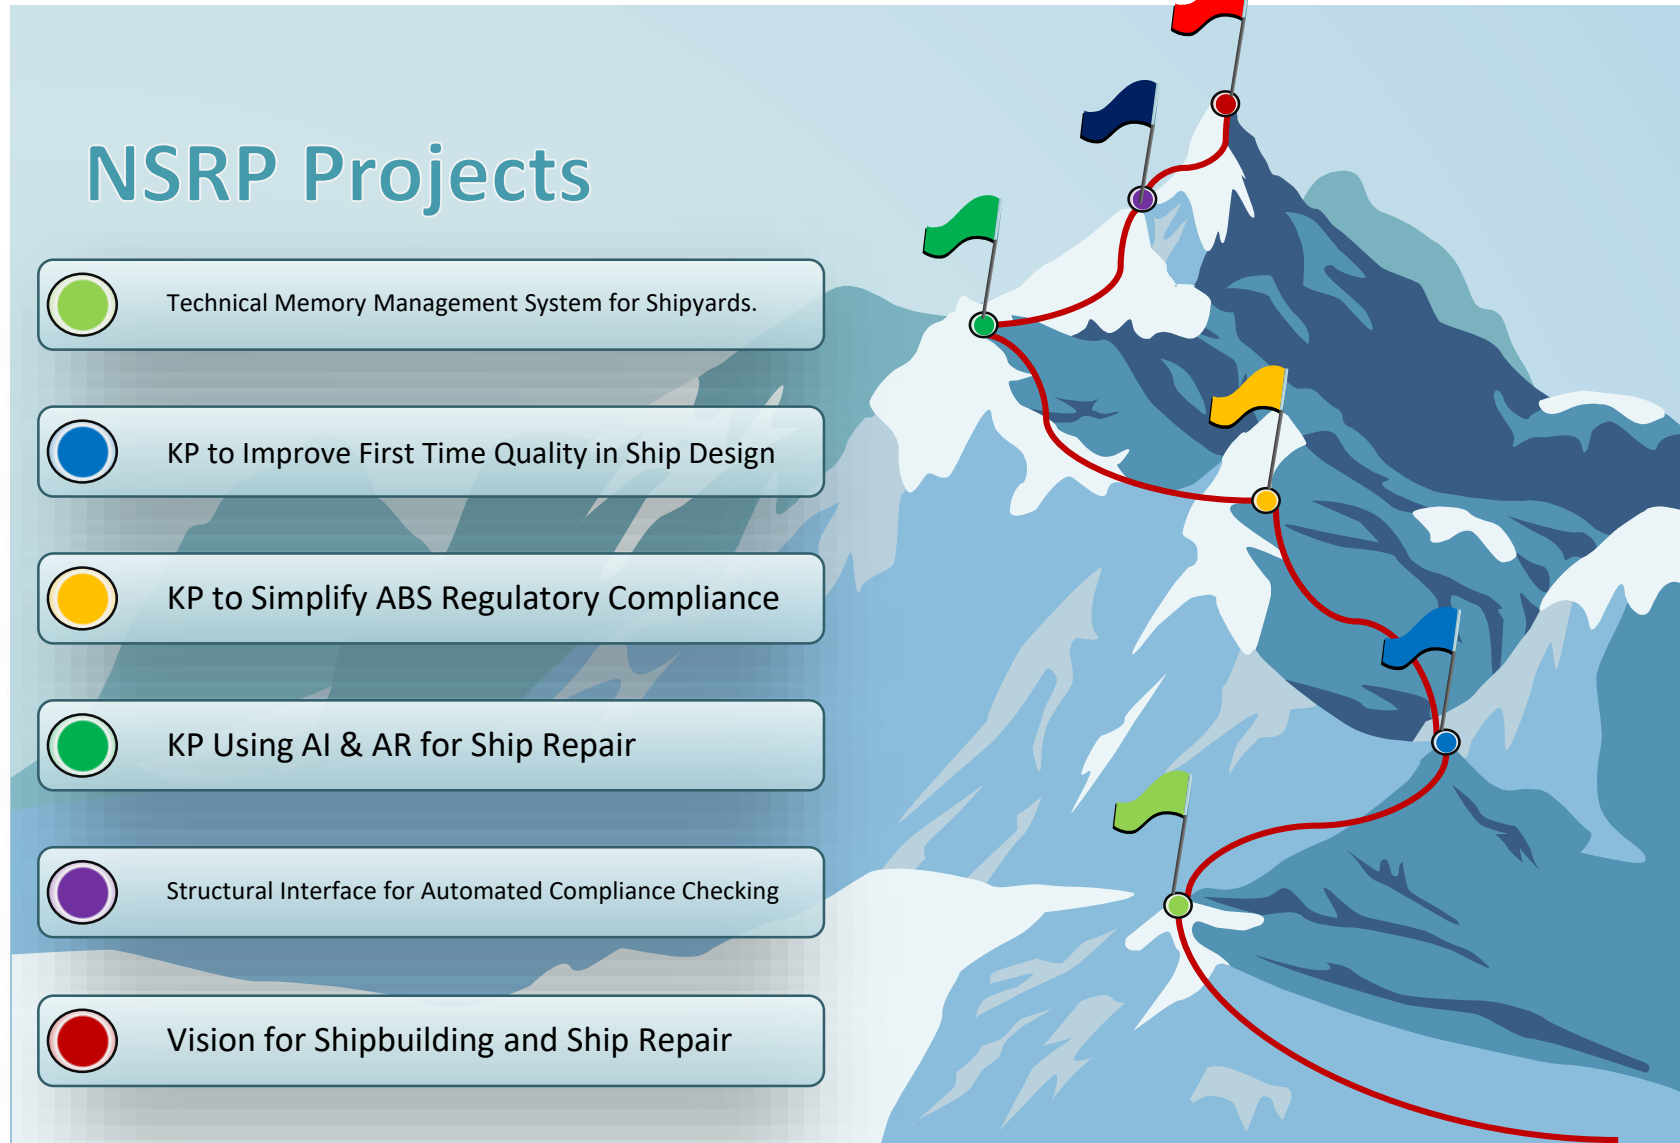 NSRP Projects
Technical Memory Management System for Shipyards.
KP to Improve First Time Quality in Ship Design
KP to Simplify ABS Regulatory Compliance
KP Using AI & AR for Ship Repair
Structural Interface for Automated Compliance Checking
Vision for Shipbuilding and Ship Repair